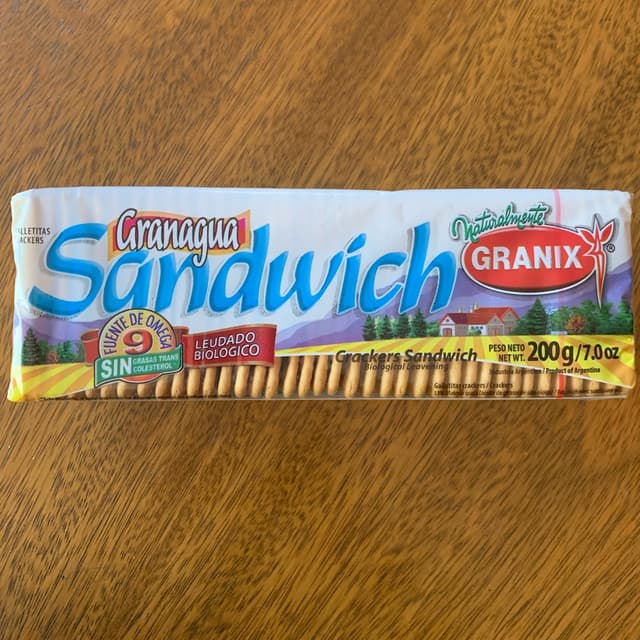 Granagua
Sandwich
Naturalmente
GRANIX®
FUENTE DE OMEGA
9
SIN GRASAS TRANS
COLESTEROL
LEUDADO
BIOLOGICO
Crackers Sandwich
Biological Leavening
PESO NETO
NET WT. 200g/7.0oz
Industria Argentina / Product of Argentina
Galletitas crackers / Crackers